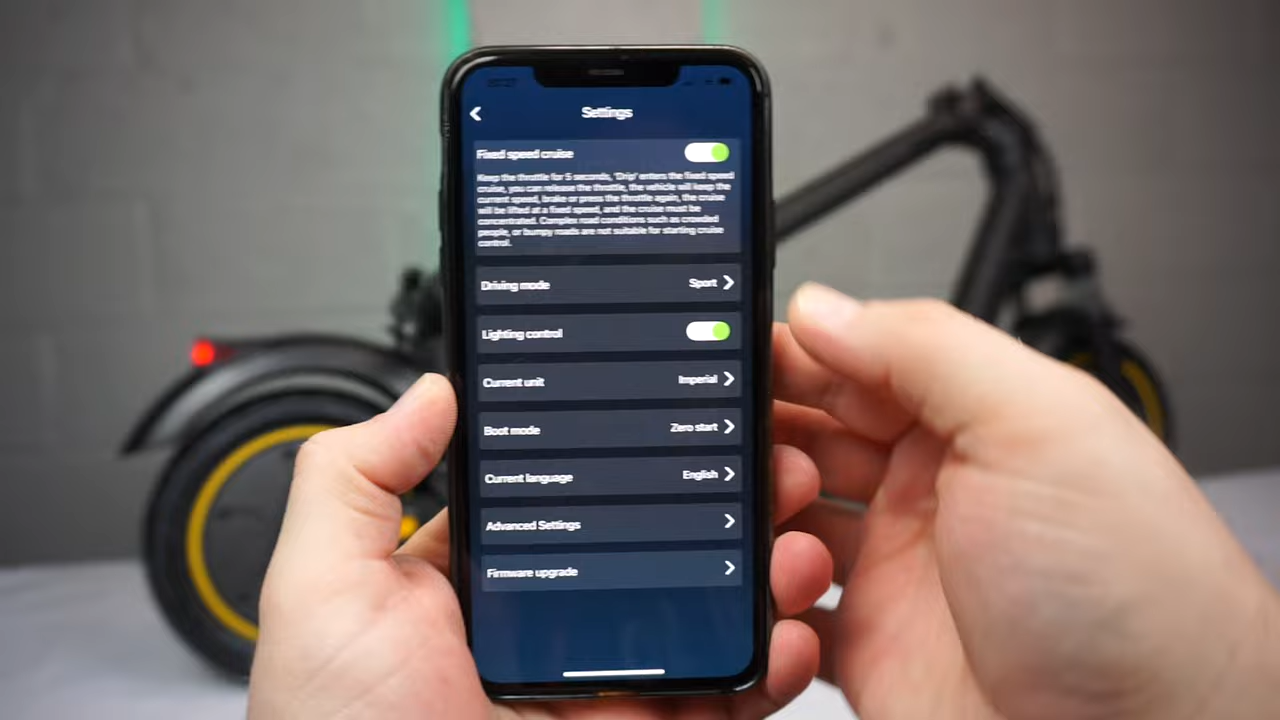 Settings
Fixed speed cruise
Keep the throttle for 5 seconds, "Drip" enters the fixed speed
cruise, you can release the throttle, the vehicle will keep the
current speed, brake or press the throttle again, the cruise
will be lifted at a fixed speed, and the cruise must be
concentrated. Complex road conditions such as crowded
people, or bumpy roads are not suitable for starting cruise
control.
Driving mode Sport
Lighting control
Current unit Imperial
Boot mode Zero start
Current language English
Advanced Settings
Firmware upgrade